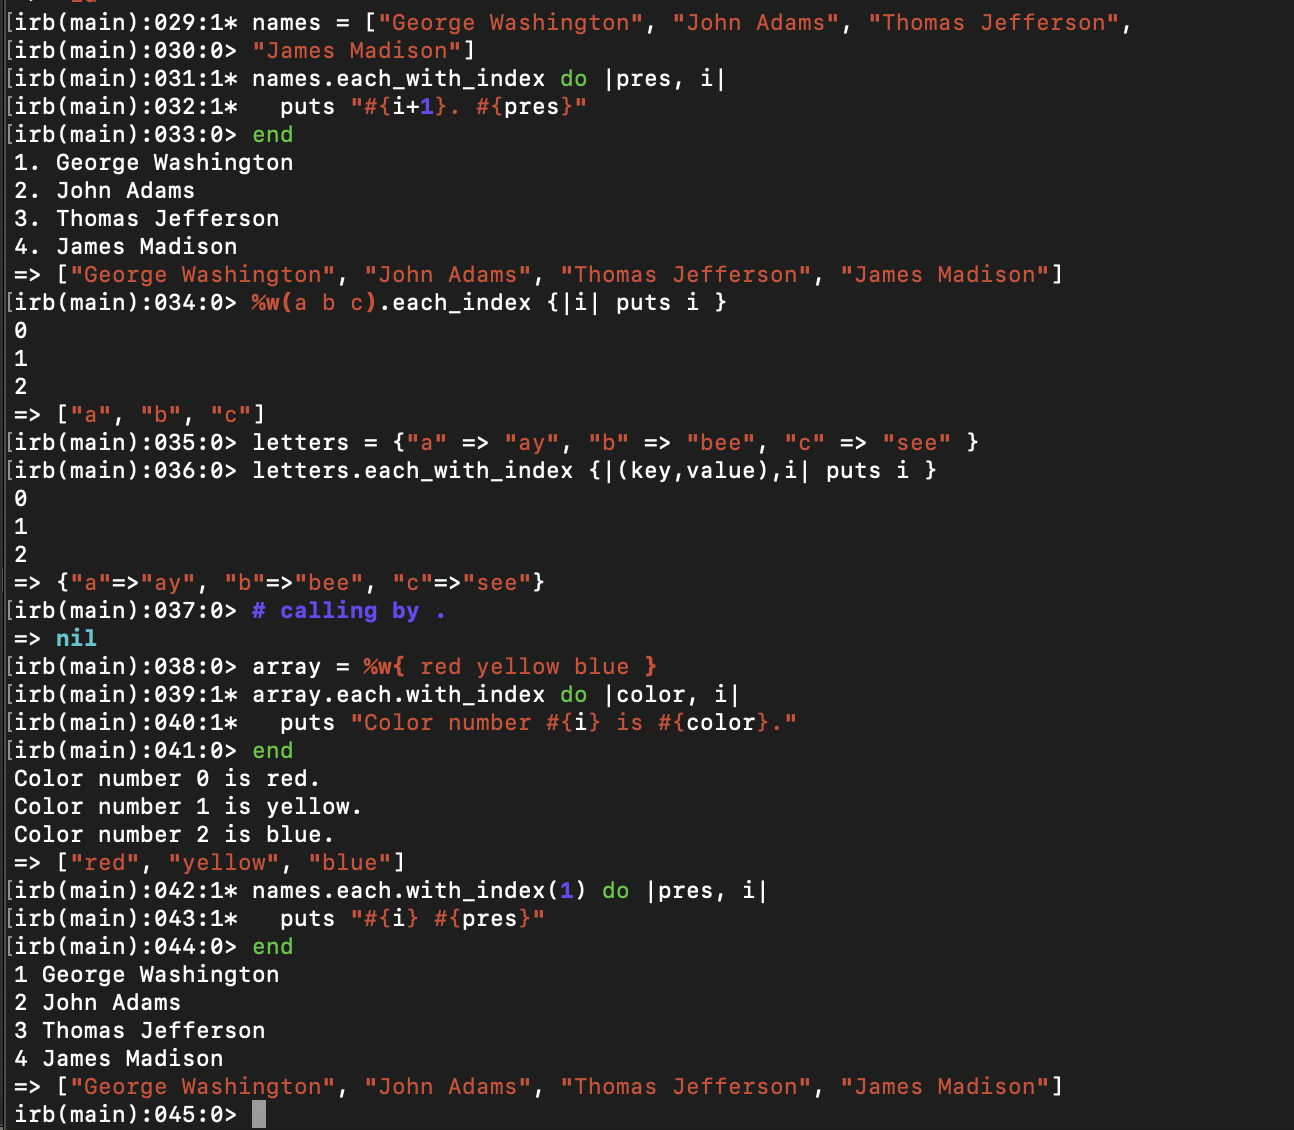 [irb(main):029:1* names = ["George Washington", "John Adams", "Thomas Jefferson",
[irb(main):030:0> "James Madison"]
[irb(main):031:1* names.each_with_index do |pres, i|
[irb(main):032:1*   puts "#{i+1}. #{pres}"
[irb(main):033:0> end
1. George Washington
2. John Adams
3. Thomas Jefferson
4. James Madison
=> ["George Washington", "John Adams", "Thomas Jefferson", "James Madison"]
[irb(main):034:0> %w(a b c).each_index {|i| puts i }
0
1
2
=> ["a", "b", "c"]
[irb(main):035:0> letters = {"a" => "ay", "b" => "bee", "c" => "see" }
[irb(main):036:0> letters.each_with_index {|(key,value),i| puts i }
0
1
2
=> {"a"=>"ay", "b"=>"bee", "c"=>"see"}
[irb(main):037:0> # calling by .
=> nil
[irb(main):038:0> array = %w{ red yellow blue }
[irb(main):039:1* array.each.with_index do |color, i|
[irb(main):040:1*   puts "Color number #{i} is #{color}."
[irb(main):041:0> end
Color number 0 is red.
Color number 1 is yellow.
Color number 2 is blue.
=> ["red", "yellow", "blue"]
[irb(main):042:1* names.each.with_index(1) do |pres, i|
[irb(main):043:1*   puts "#{i} #{pres}"
[irb(main):044:0> end
1 George Washington
2 John Adams
3 Thomas Jefferson
4 James Madison
=> ["George Washington", "John Adams", "Thomas Jefferson", "James Madison"]
irb(main):045:0>